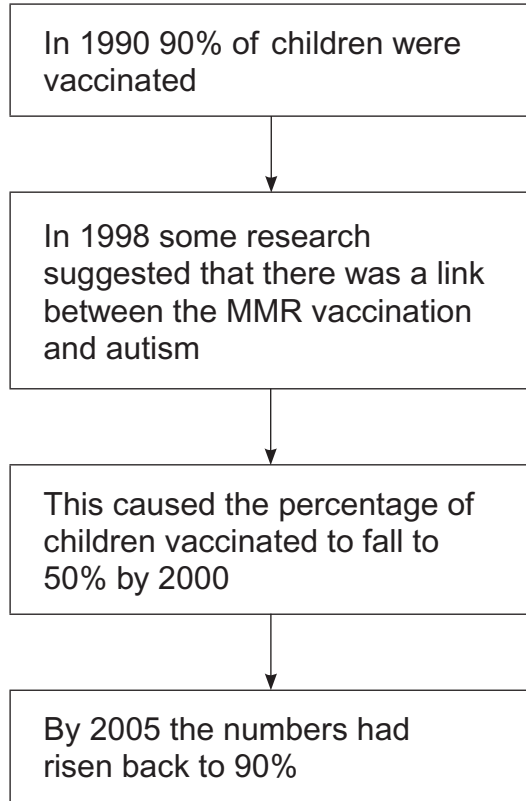 In 1990 90% of children were
vaccinated
In 1998 some research
suggested that there was a link
between the MMR vaccination
and autism
This caused the percentage of
children vaccinated to fall to
50% by 2000
By 2005 the numbers had
risen back to 90%